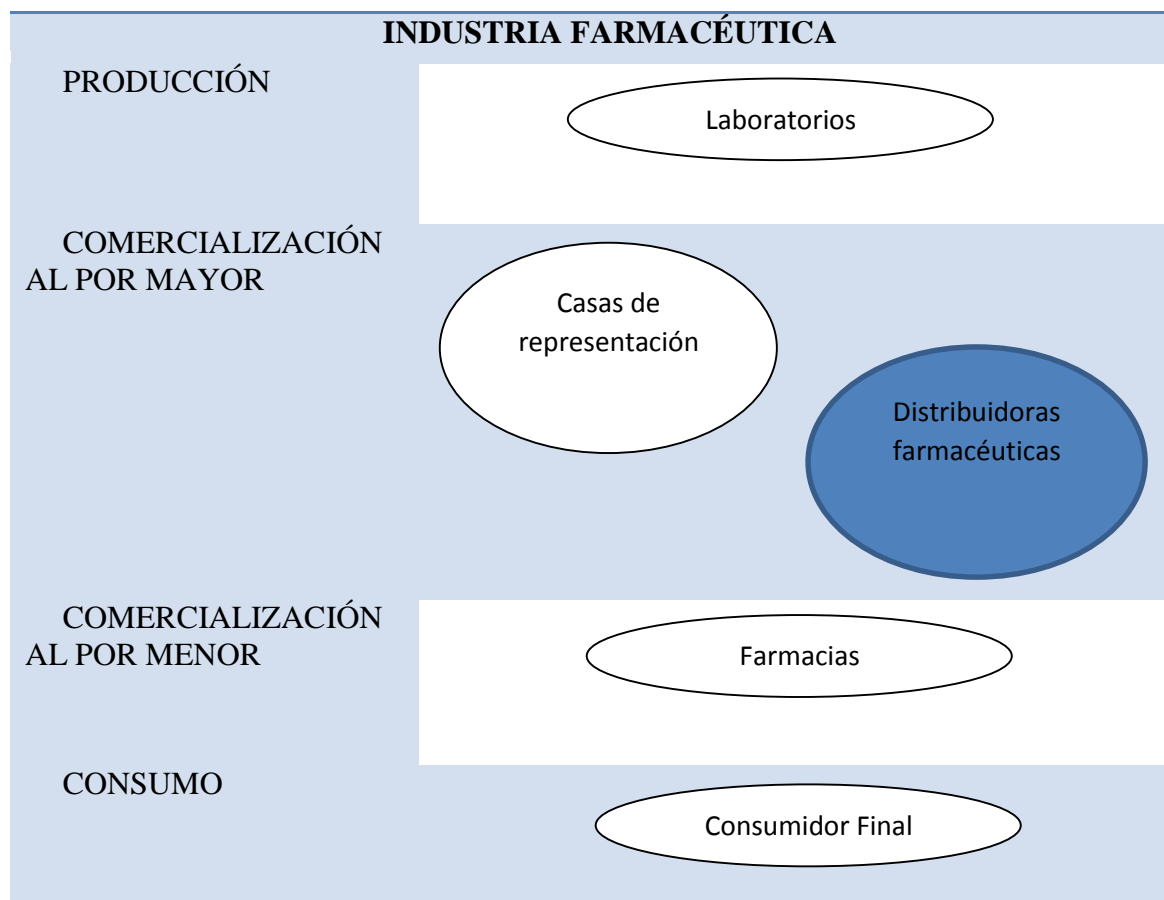 INDUSTRIA FARMACÉUTICA
PRODUCCIÓN
Laboratorios
COMERCIALIZACIÓN
AL POR MAYOR
Casas de
representación
Distribuidoras
farmacéuticas
COMERCIALIZACIÓN
AL POR MENOR
Farmacias
CONSUMO
Consumidor Final